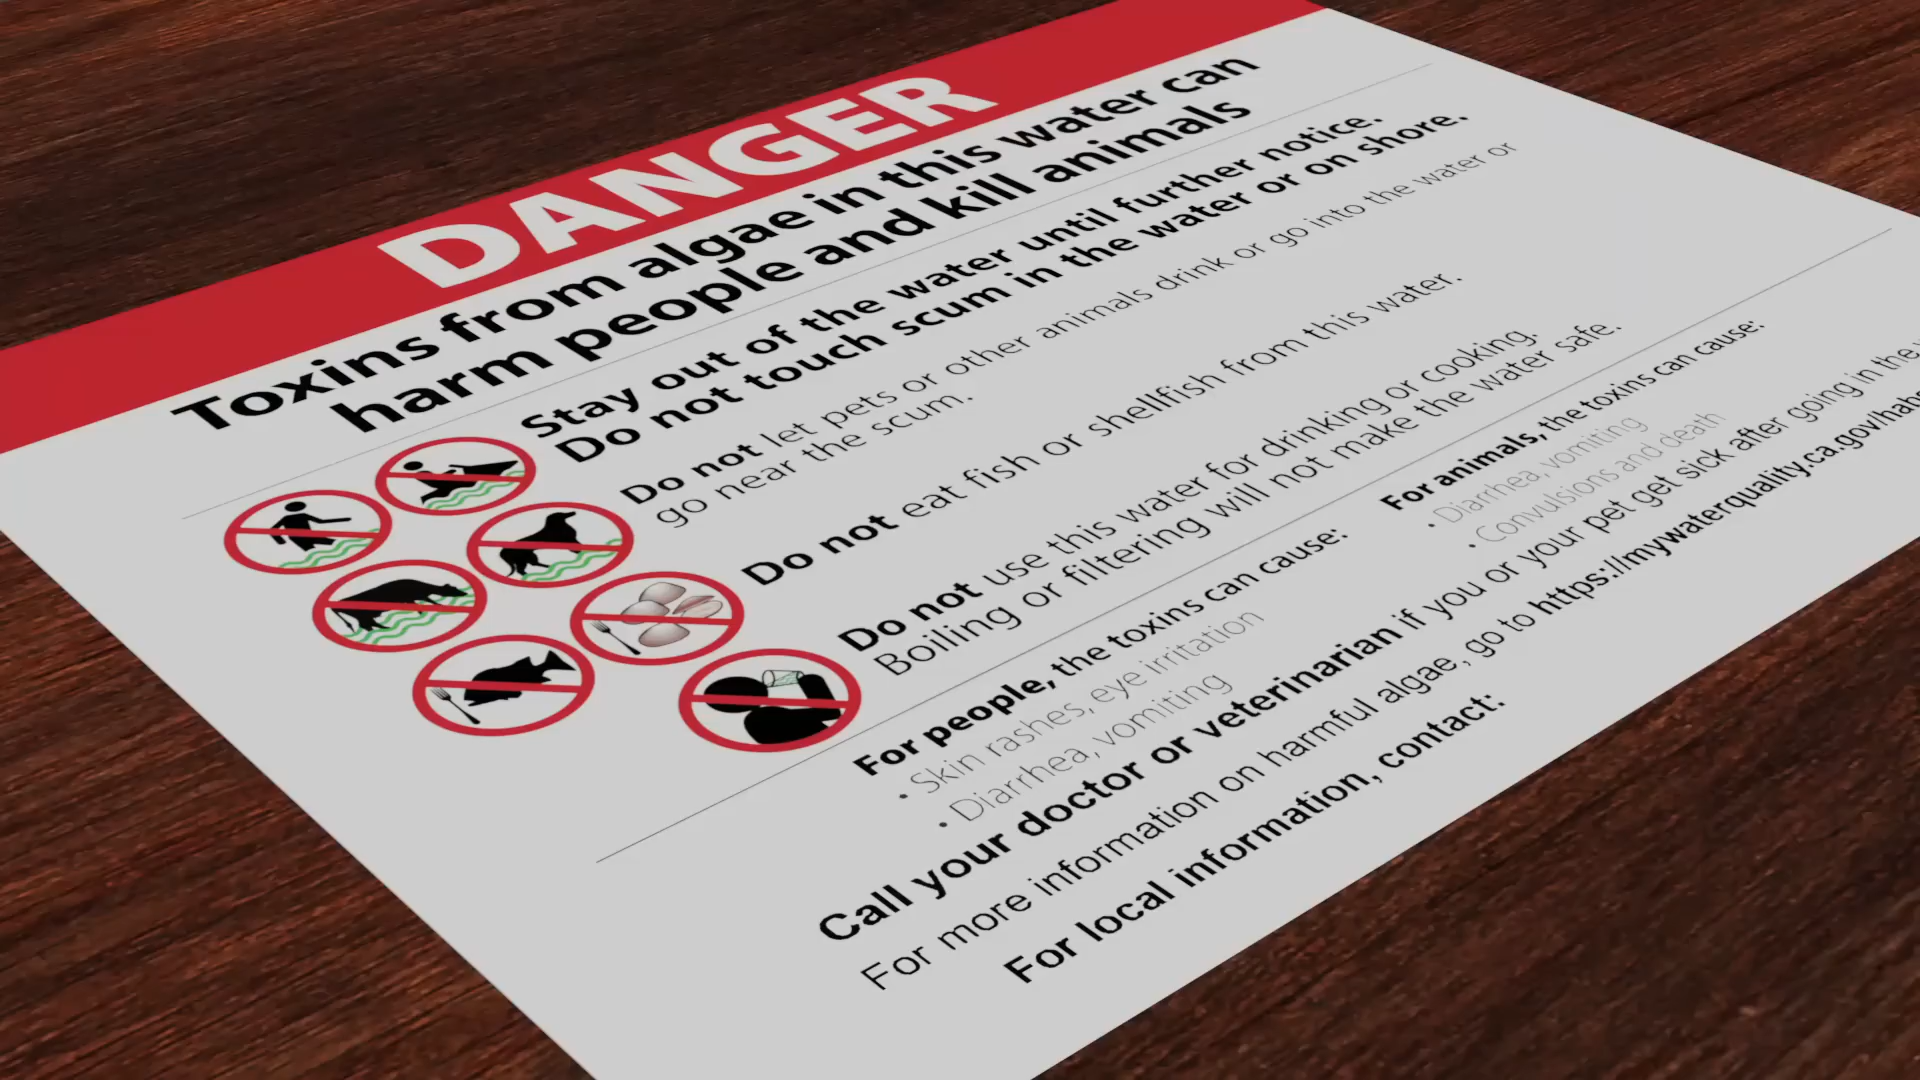 DANGER
Toxins from algae in this water can
harm people and kill animals
Stay out of the water until further notice.
Do not touch scum in the water or on shore.
Do not let pets or other animals drink or go into the water or
go near the scum.
Do not eat fish or shellfish from this water.
Do not use this water for drinking or cooking.
Boiling or filtering will not make the water safe.
For people, the toxins can cause:
• Skin rashes, eye irritation
• Diarrhea, vomiting
For animals, the toxins can cause:
• Diarrhea, vomiting
• Convulsions and death
Call your doctor or veterinarian if you or your pet get sick after going in the
For more information on harmful algae, go to https://mywaterquality.ca.gov/habs
For local information, contact: